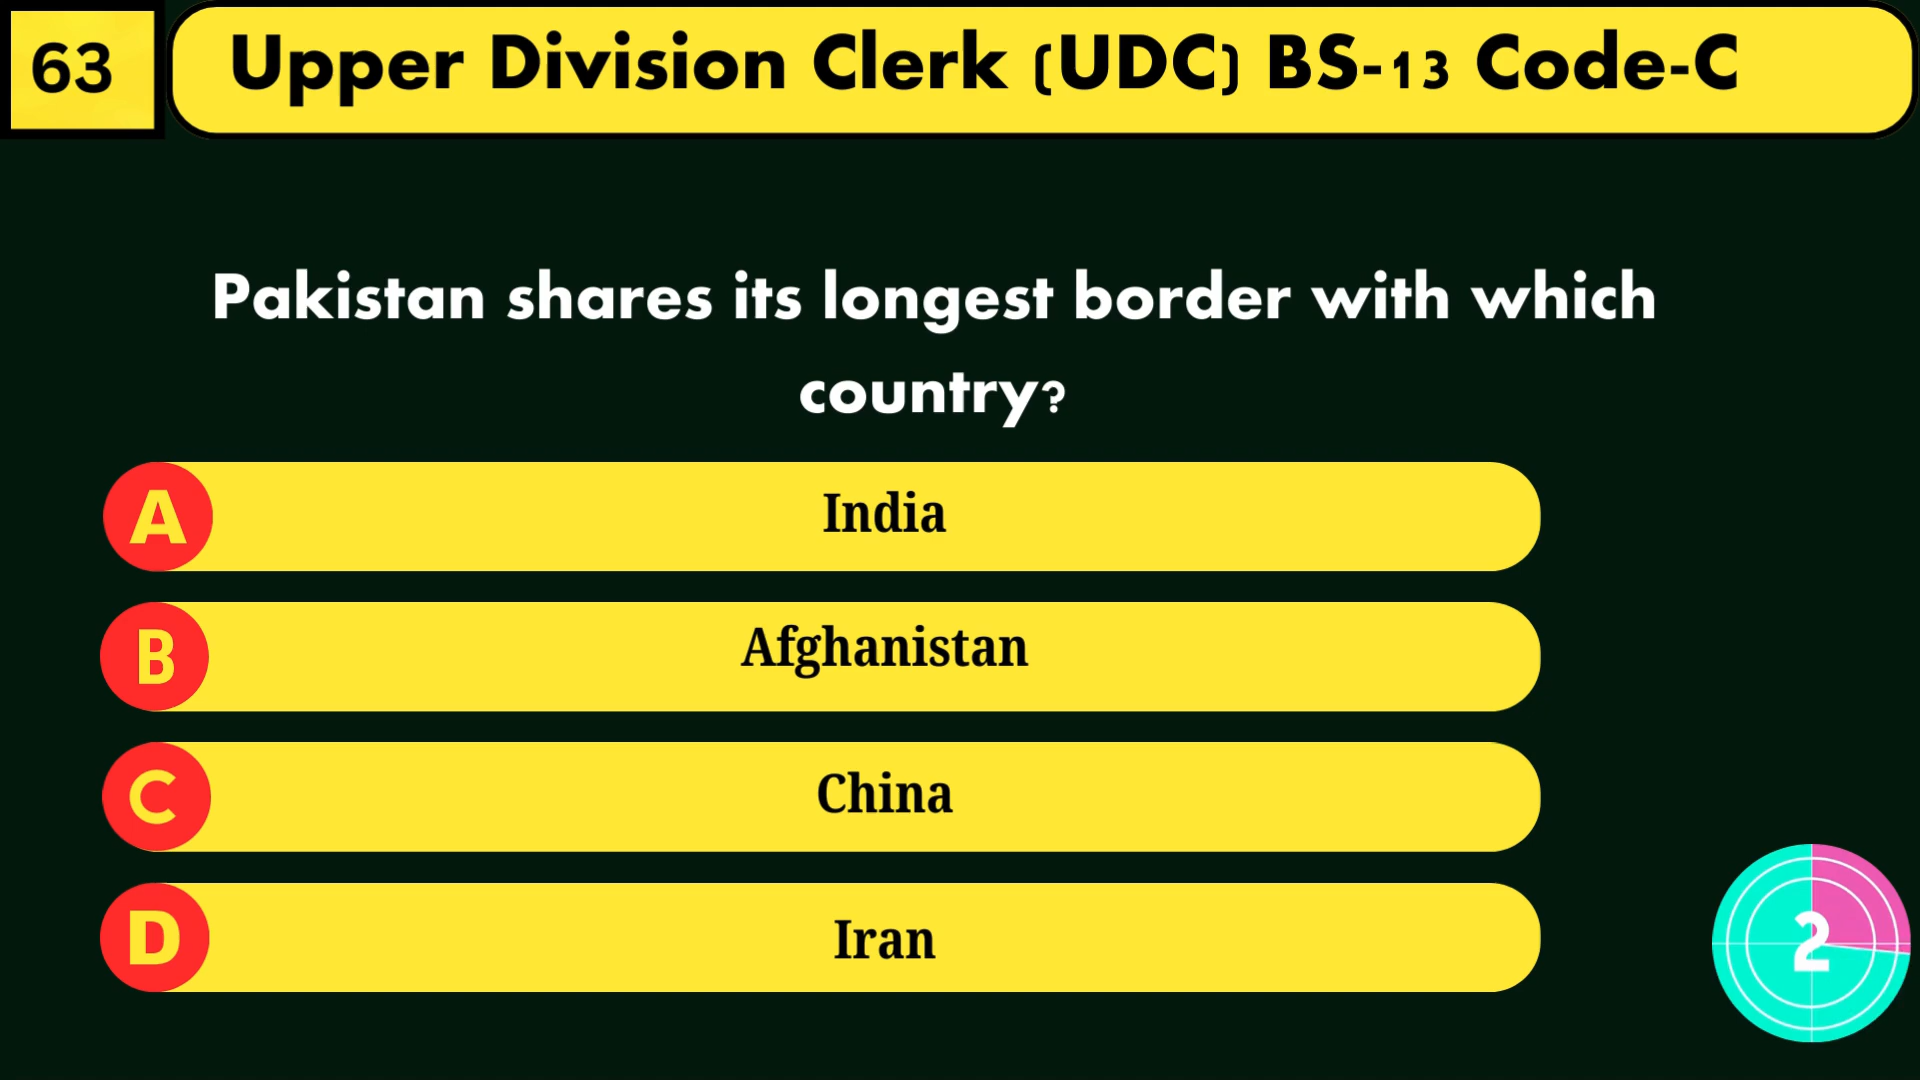 63
Upper Division Clerk (UDC) BS-13 Code-C
Pakistan shares its longest border with which
country?
A India
B Afghanistan
C China
D Iran
2